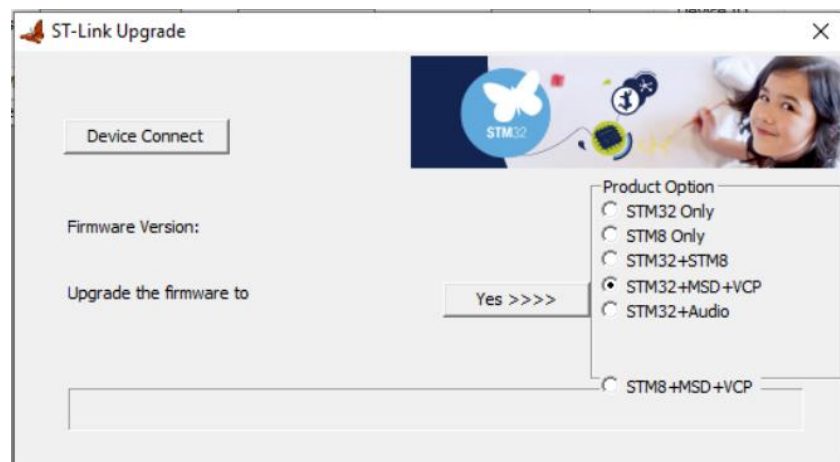 ST-Link Upgrade
STM32
Device Connect
Product Option
STM32 Only
Firmware Version:
STM8 Only
STM32+STM8
Upgrade the firmware to
Yes >>>>
STM32+MSD+VCP
STM32+Audio
STM8+MSD+VCP